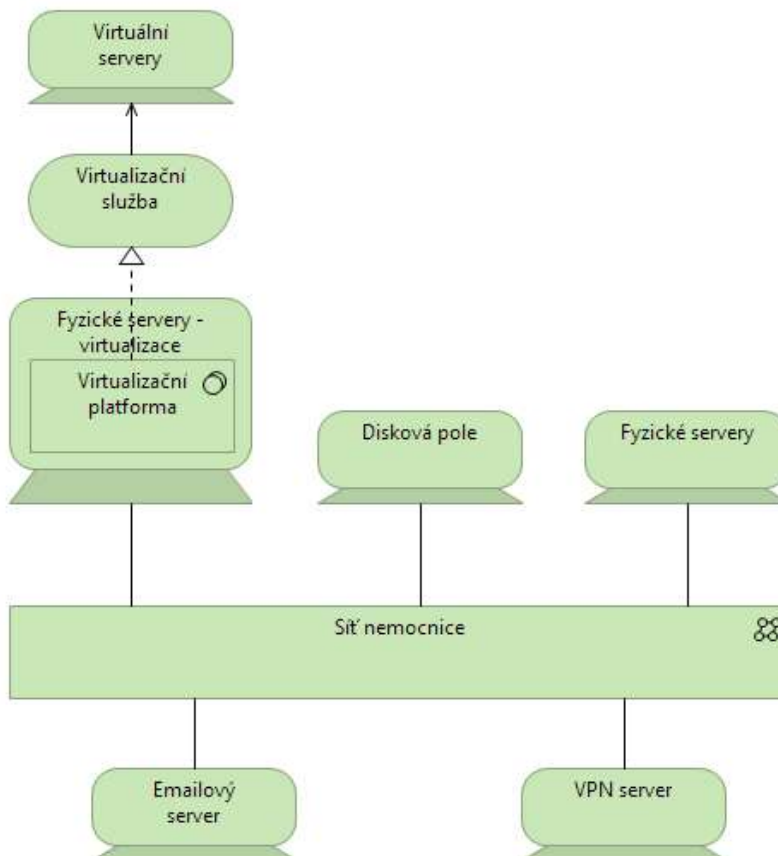 Virtuální
servery
Virtualizační
služba
Fyzické servery -
virtualizace
Virtualizační
platforma
Disková pole
Fyzické servery
Síť nemocnice
Emailový
server
VPN server